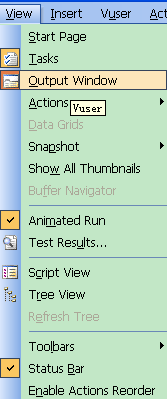 View Insert Vuser Ac
Start Page
Tasks
Output Window
Actions
Vuser
Data Grids
Snapshot
Show All Thumbnails
Buffer Navigator
Animated Run
Test Results...
Script View
Tree View
Refresh Tree
Toolbars
Status Bar
Enable Actions Reorder